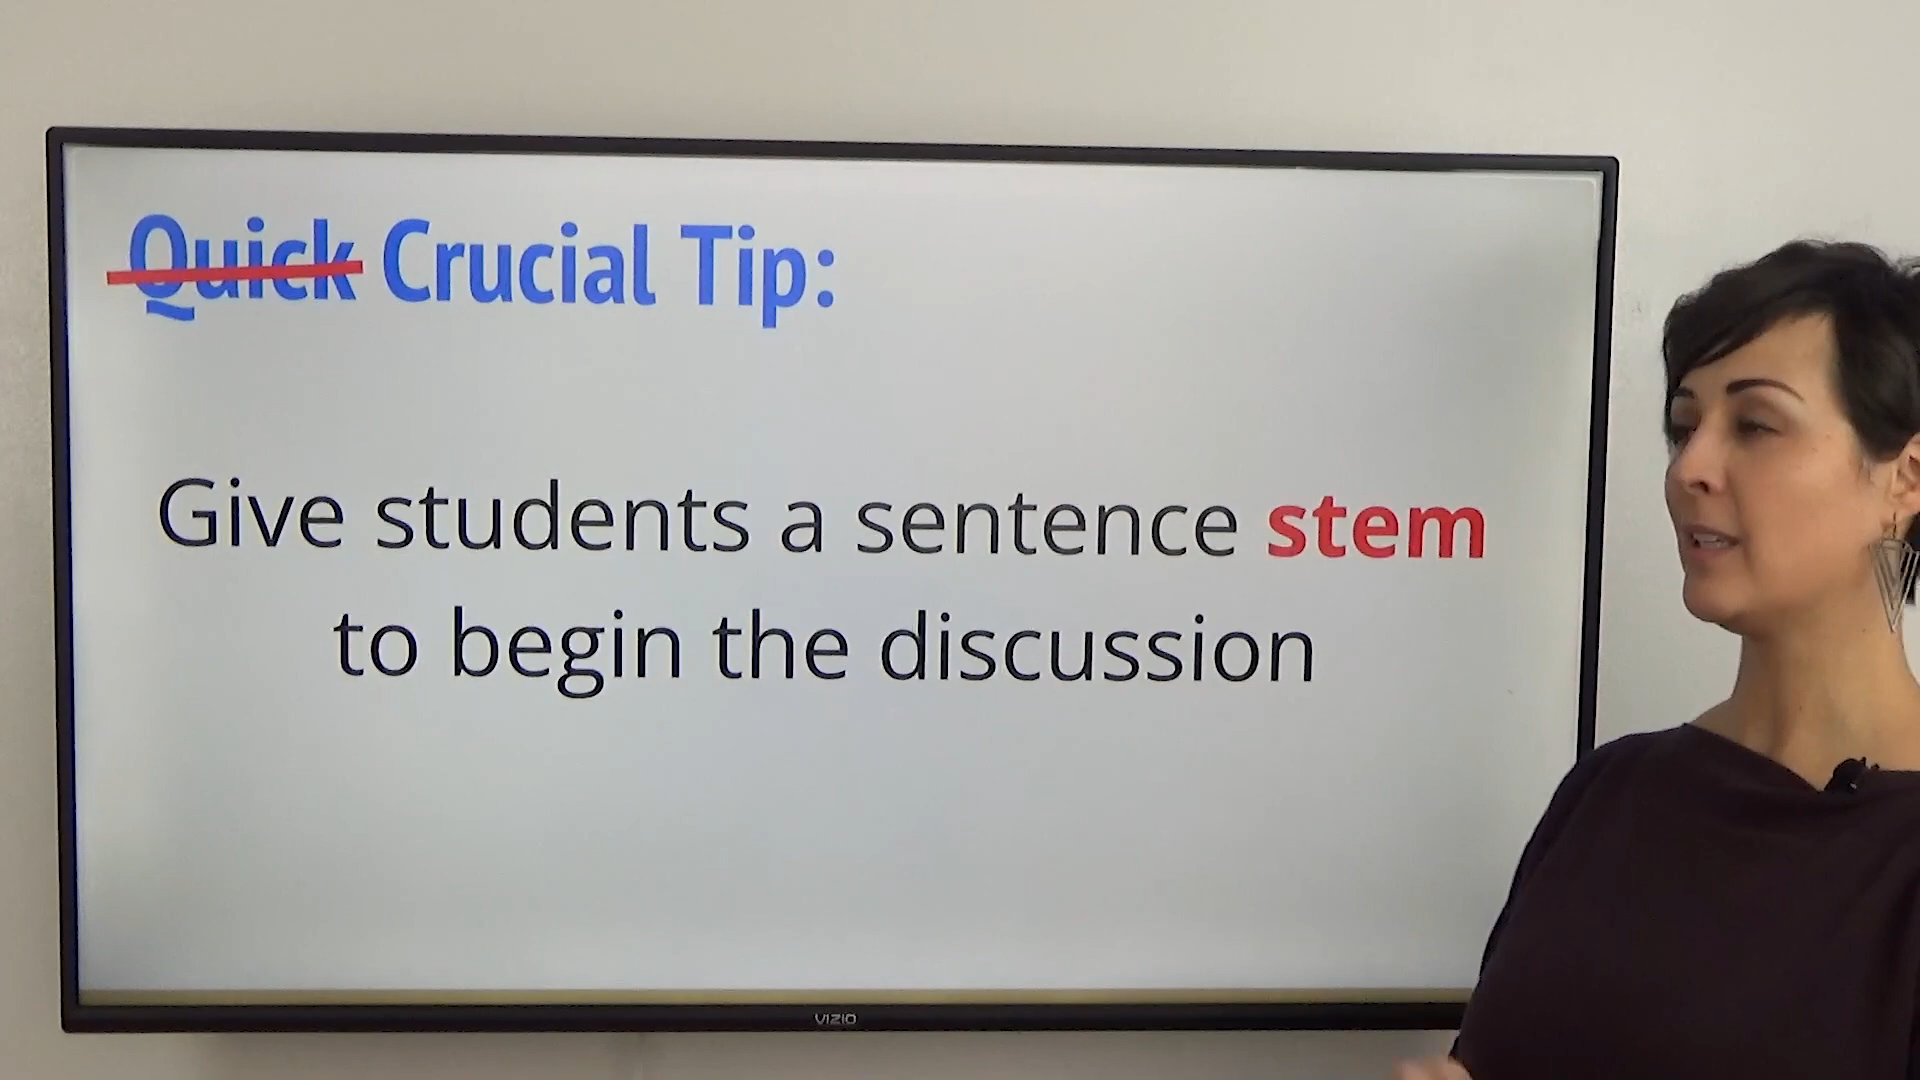 Quick Crucial Tip:
Give students a sentence stem
to begin the discussion
VIZIO